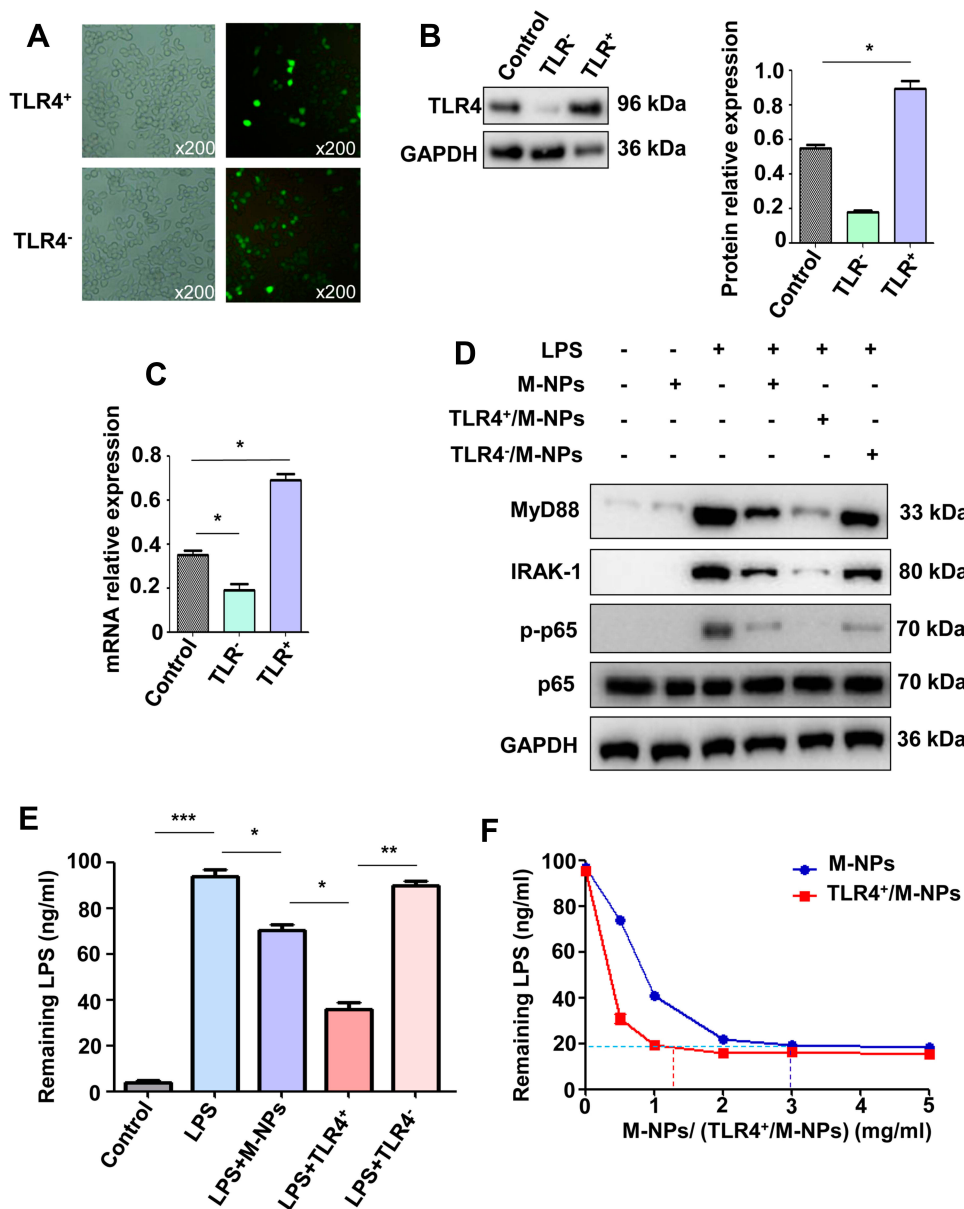 A
TLR4+
x200
x200
TLR4-
x200
x200
B
Control
TLR-
TLR+
TLR4
96 kDa
GAPDH
36 kDa
Protein relative expression
1.0
0.8
0.6
0.4
0.2
0
*
Control
TLR-
TLR+
C
mRNA relative expression
0.8
0.6
0.4
0.2
0
*
*
Control
TLR-
TLR+
D
LPS - - + + + +
M-NPs - + - + - -
TLR4+/M-NPs - - - - + -
TLR4-/M-NPs - - - - - +
MyD88 33 kDa
IRAK-1 80 kDa
p-p65 70 kDa
p65 70 kDa
GAPDH 36 kDa
E
Remaining LPS (ng/ml)
100
80
60
40
20
0
***
*
*
**
Control
LPS
LPS+M-NPs
LPS+TLR4+
LPS+TLR4-
F
Remaining LPS (ng/ml)
100
80
60
40
20
0
M-NPs
TLR4+/M-NPs
0 1 2 3 4 5
M-NPs/ (TLR4+/M-NPs) (mg/ml)